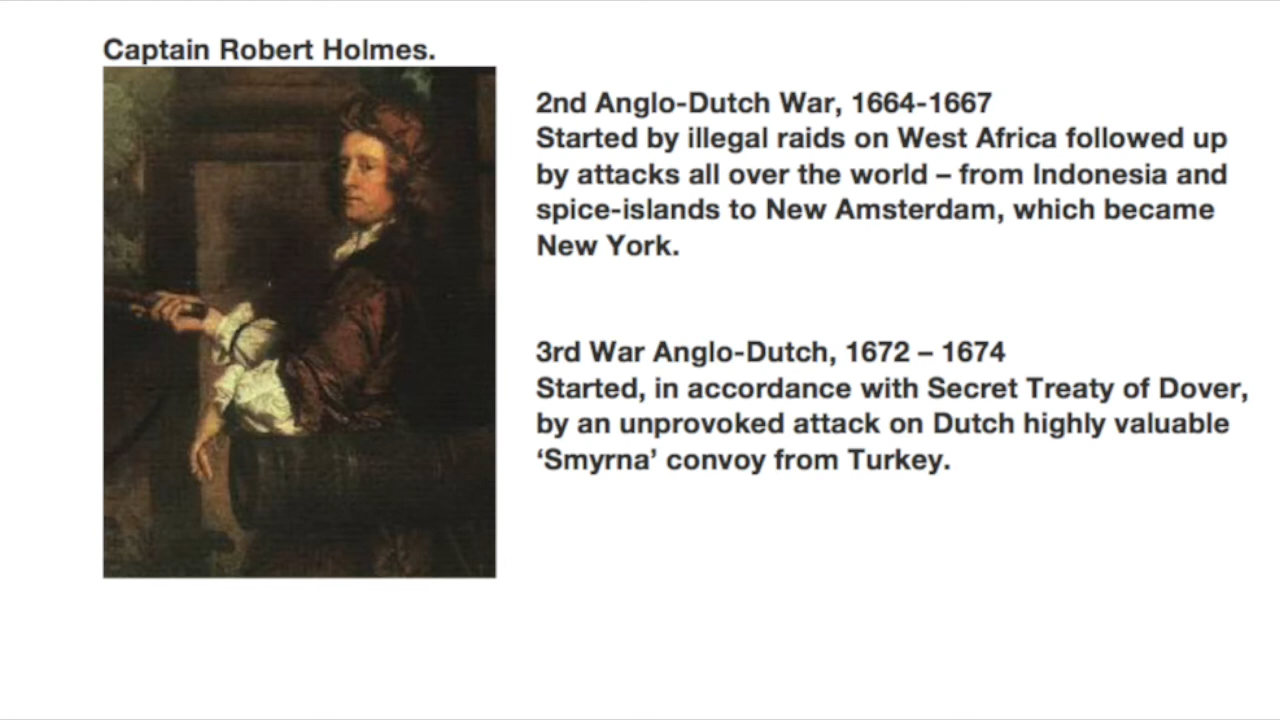 Captain Robert Holmes.
2nd Anglo-Dutch War, 1664-1667
Started by illegal raids on West Africa followed up
by attacks all over the world – from Indonesia and
spice-islands to New Amsterdam, which became
New York.
3rd War Anglo-Dutch, 1672 – 1674
Started, in accordance with Secret Treaty of Dover,
by an unprovoked attack on Dutch highly valuable
‘Smyrna’ convoy from Turkey.